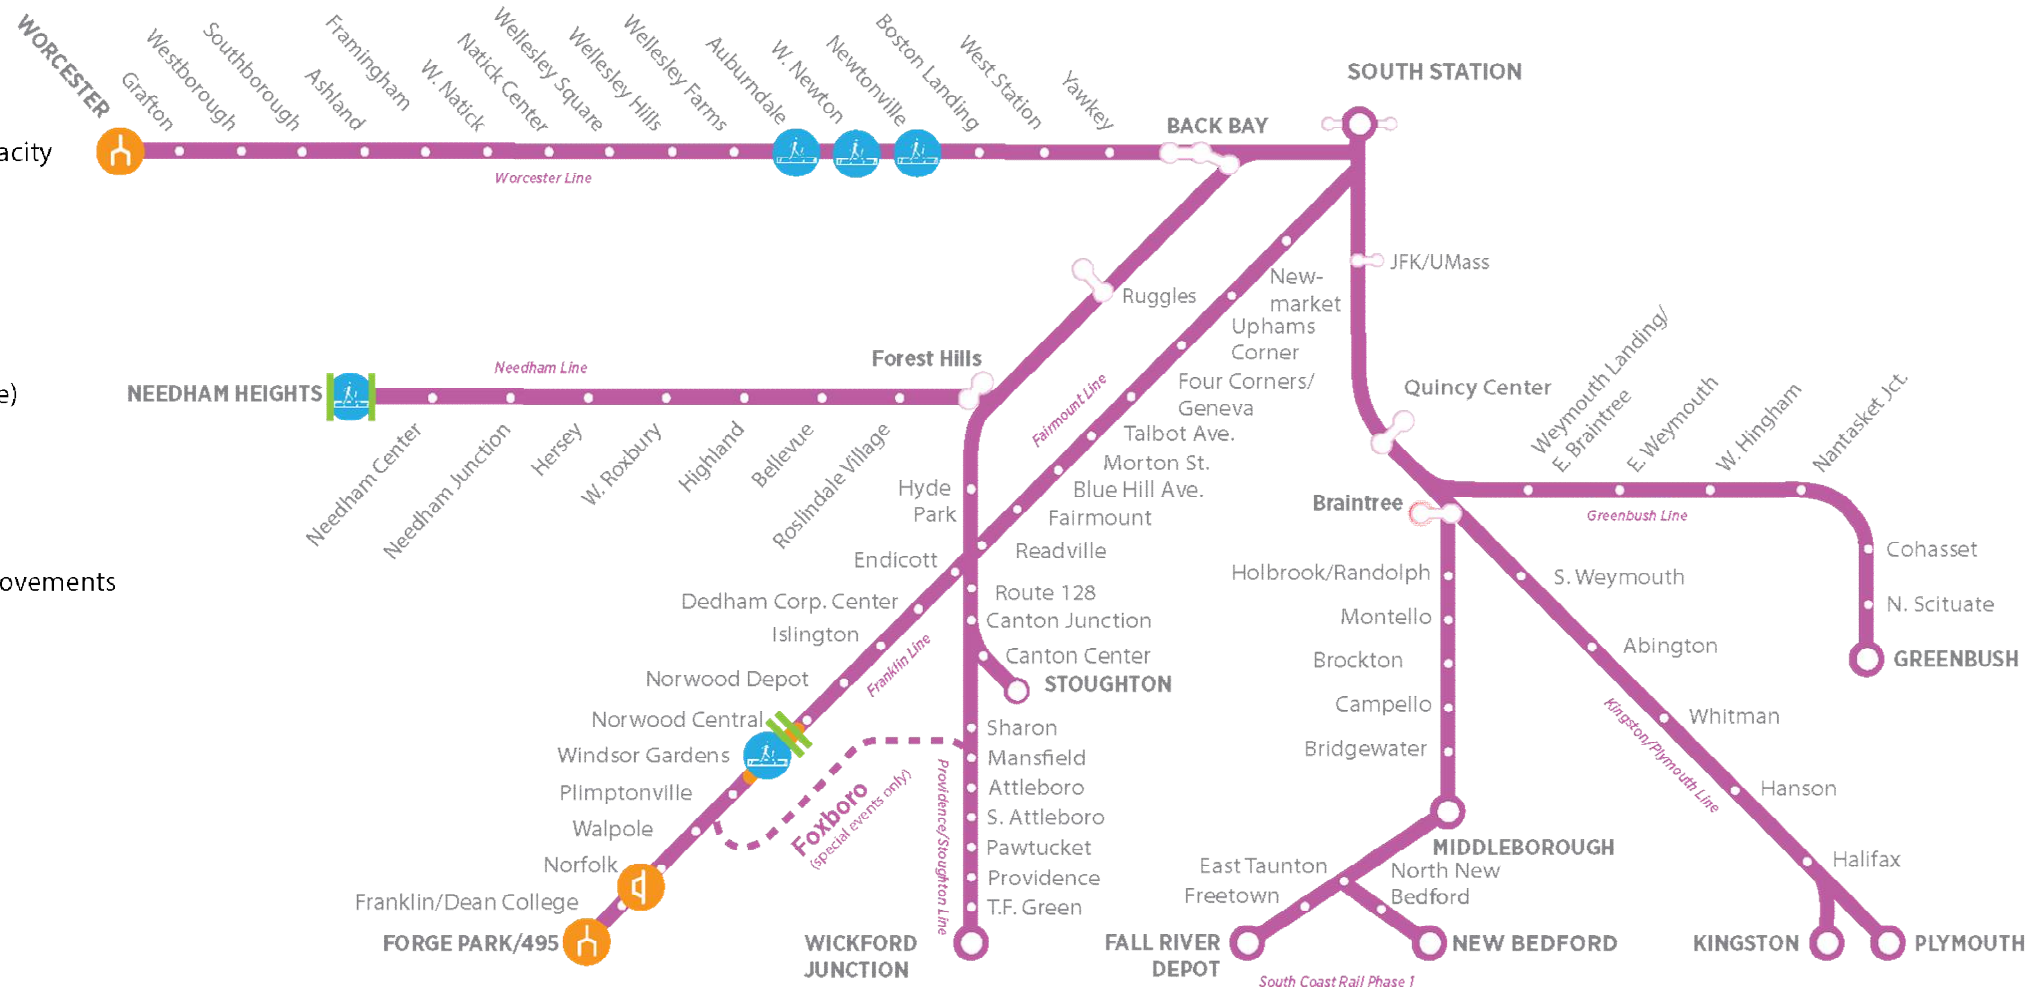 WORCESTER
Grafton
Westborough
Southborough
Ashland
Framingham
W. Natick
Natick Center
Wellesley Square
Wellesley Hills
Wellesley Farms
Auburndale
W. Newton
Newtonville
Boston Landing
West Station
Yawkey
BACK BAY
SOUTH STATION
acity
Worcester Line
JFK/UMass
Ruggles
New-
market
Uphams
Corner
Four Corners/
Geneva
Talbot Ave.
Morton St.
Blue Hill Ave.
Fairmount
Readville
Fairmount Line
Forest Hills
Needham Line
NEEDHAM HEIGHTS
e)
Needham Center
Needham Junction
Hersey
W. Roxbury
Highland
Bellevue
Roslindale Village
Quincy Center
Weymouth Landing/
E. Braintree
E. Weymouth
W. Hingham
Nantasket Jct.
Greenbush Line
Cohasset
N. Scituate
GREENBUSH
Braintree
Hyde
Park
ovements
Endicott
Dedham Corp. Center
Islington
Norwood Depot
Norwood Central
Windsor Gardens
Plimptonville
Walpole
Norfolk
Franklin/Dean College
FORGE PARK/495
Franklin Line
Foxboro
(special events only)
Route 128
Canton Junction
Canton Center
STOUGHTON
Sharon
Mansfield
Attleboro
S. Attleboro
Pawtucket
Providence
T.F. Green
WICKFORD
JUNCTION
Providence/Stoughton Line
Holbrook/Randolph
Montello
Brockton
Campello
Bridgewater
MIDDLEBOROUGH
East Taunton
Freetown
FALL RIVER
DEPOT
North New
Bedford
NEW BEDFORD
South Coast Rail Phase 1
S. Weymouth
Abington
Whitman
Hanson
Halifax
Kingston/Plymouth Line
KINGSTON
PLYMOUTH